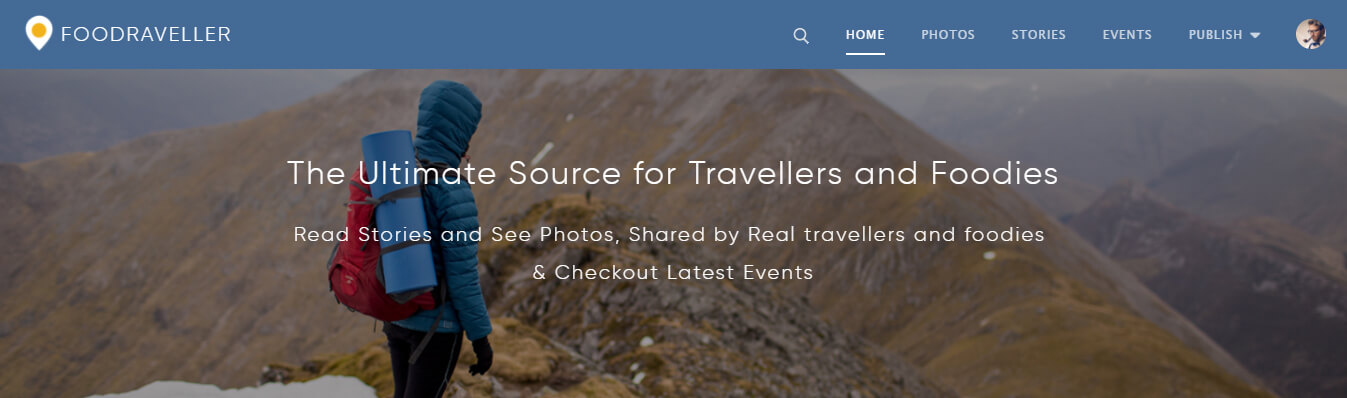 FOODRAVELLER
HOME PHOTOS STORIES EVENTS PUBLISH
The Ultimate Source for Travellers and Foodies
Read Stories and See Photos, Shared by Real travellers and foodies
& Checkout Latest Events